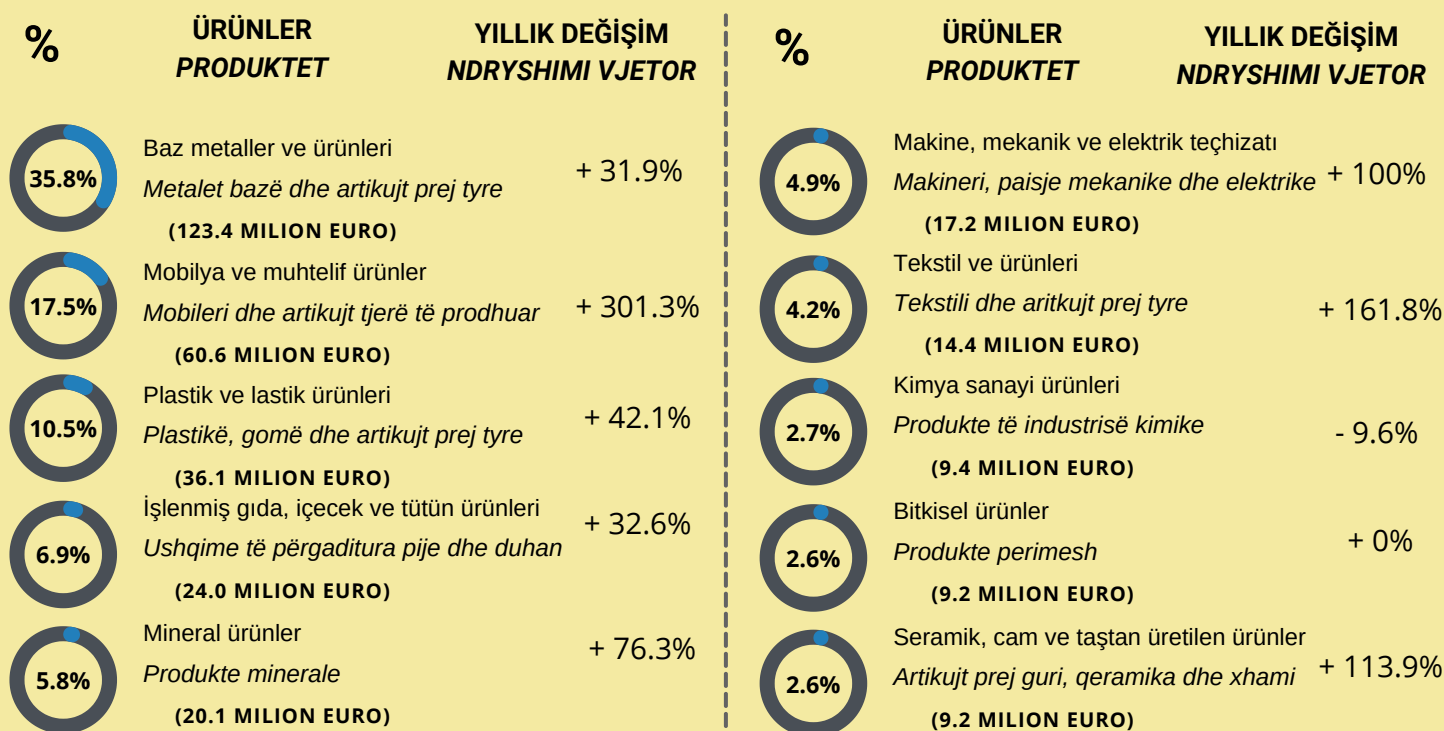 %
ÜRÜNLER
PRODUKTET
YILLIK DEĞİŞİM
NDRYSHIMI VJETOR
35.8%
Baz metaller ve ürünleri
Metalet bazë dhe artikujt prej tyre
(123.4 MILION EURO)
+ 31.9%
17.5%
Mobilya ve muhtelif ürünler
Mobileri dhe artikujt tjerë të prodhuar
(60.6 MILION EURO)
+ 301.3%
10.5%
Plastik ve lastik ürünleri
Plastikë, gomë dhe artikujt prej tyre
(36.1 MILION EURO)
+ 42.1%
6.9%
İşlenmiş gıda, içecek ve tütün ürünleri
Ushqime të përgaditura pije dhe duhan
(24.0 MILION EURO)
+ 32.6%
5.8%
Mineral ürünler
Produkte minerale
(20.1 MILION EURO)
+ 76.3%
%
ÜRÜNLER
PRODUKTET
YILLIK DEĞİŞİM
NDRYSHIMI VJETOR
4.9%
Makine, mekanik ve elektrik teçhizatı
Makineri, paisje mekanike dhe elektrike
(17.2 MILION EURO)
+ 100%
4.2%
Tekstil ve ürünleri
Tekstili dhe aritkujt prej tyre
(14.4 MILION EURO)
+ 161.8%
2.7%
Kimya sanayi ürünleri
Produkte të industrisë kimike
(9.4 MILION EURO)
- 9.6%
2.6%
Bitkisel ürünler
Produkte perimesh
(9.2 MILION EURO)
+ 0%
2.6%
Seramik, cam ve taştan üretilen ürünler
Artikujt prej guri, qeramika dhe xhami
(9.2 MILION EURO)
+ 113.9%